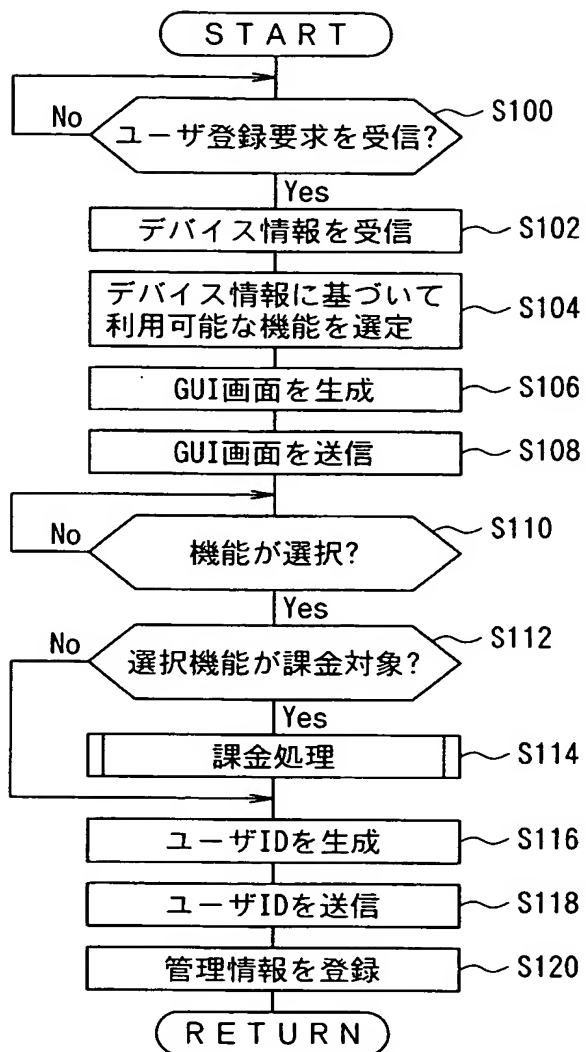 START
No
ユーザ登録要求を受信?
S100
Yes
デバイス情報を受信
S102
デバイス情報に基づいて
利用可能な機能を選定
S104
GUI画面を生成
S106
GUI画面を送信
S108
No
機能が選択?
S110
Yes
No
選択機能が課金対象?
S112
Yes
課金処理
S114
ユーザIDを生成
S116
ユーザIDを送信
S118
管理情報を登録
S120
RETURN